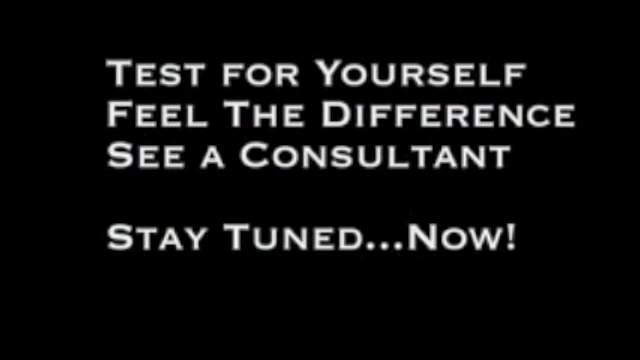 Test for Yourself
Feel The Difference
See a Consultant
Stay Tuned...Now!